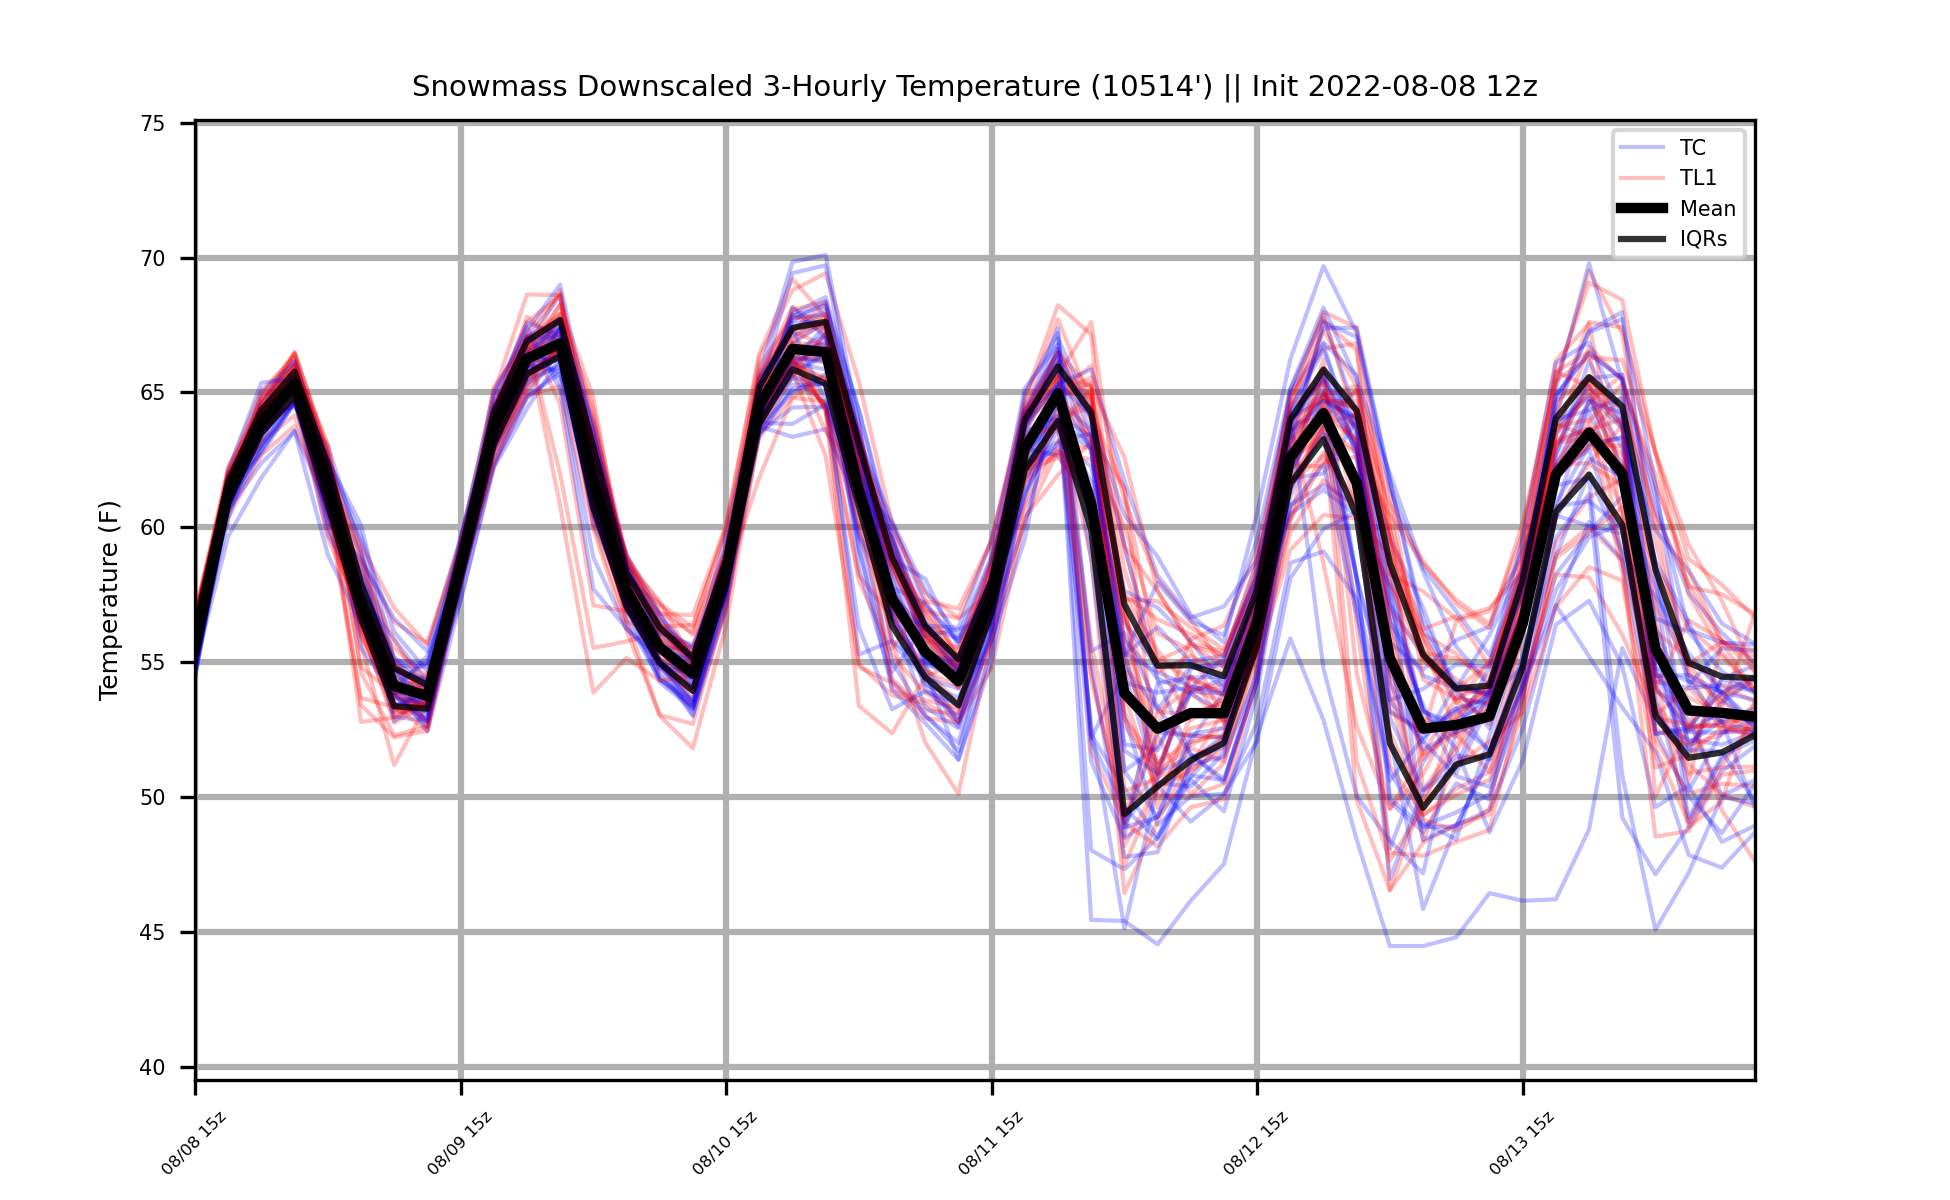 Snowmass Downscaled 3-Hourly Temperature (10514') || Init 2022-08-08 12z
TC
TL1
Mean
IQRs
Temperature (F)
75
70
65
60
55
50
45
40
08/08 15z
08/09 15z
08/10 15z
08/11 15z
08/12 15z
08/13 15z